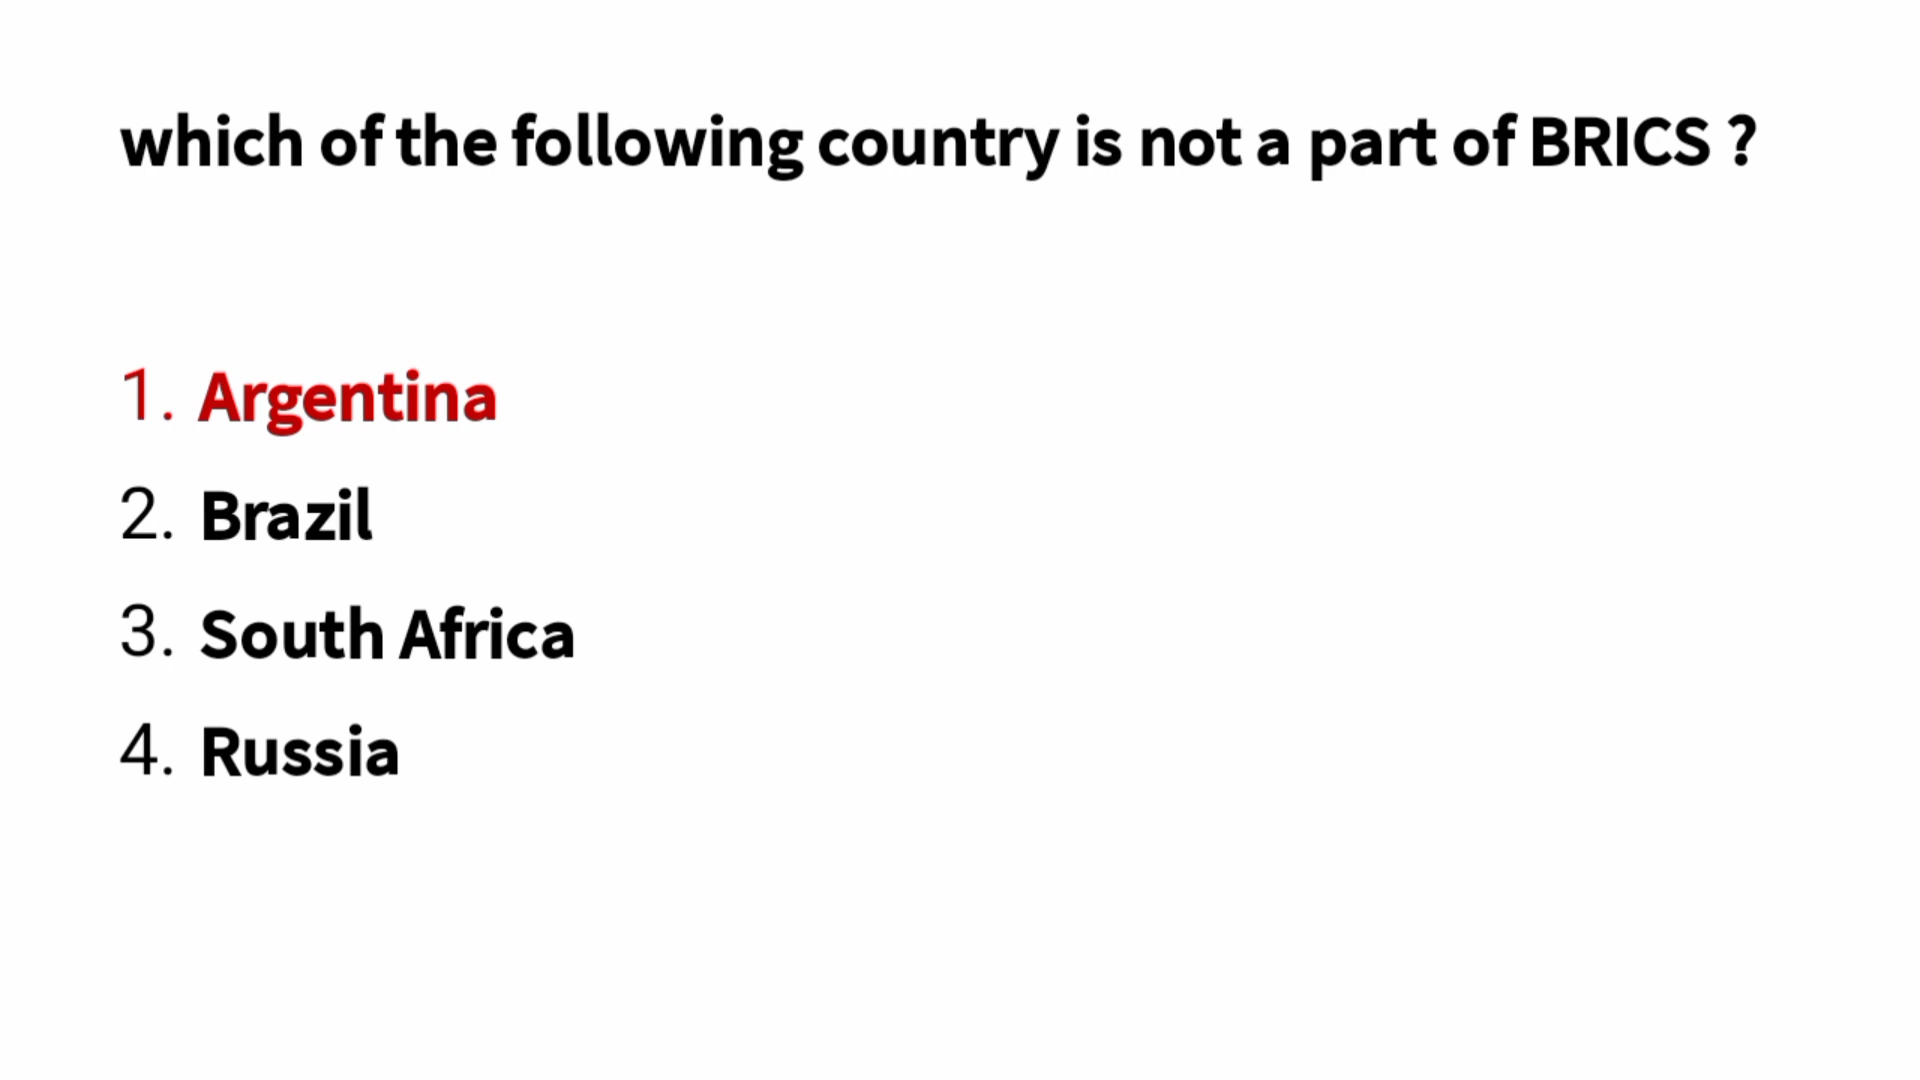 which of the following country is not a part of BRICS ?
1. Argentina
2. Brazil
3. South Africa
4. Russia